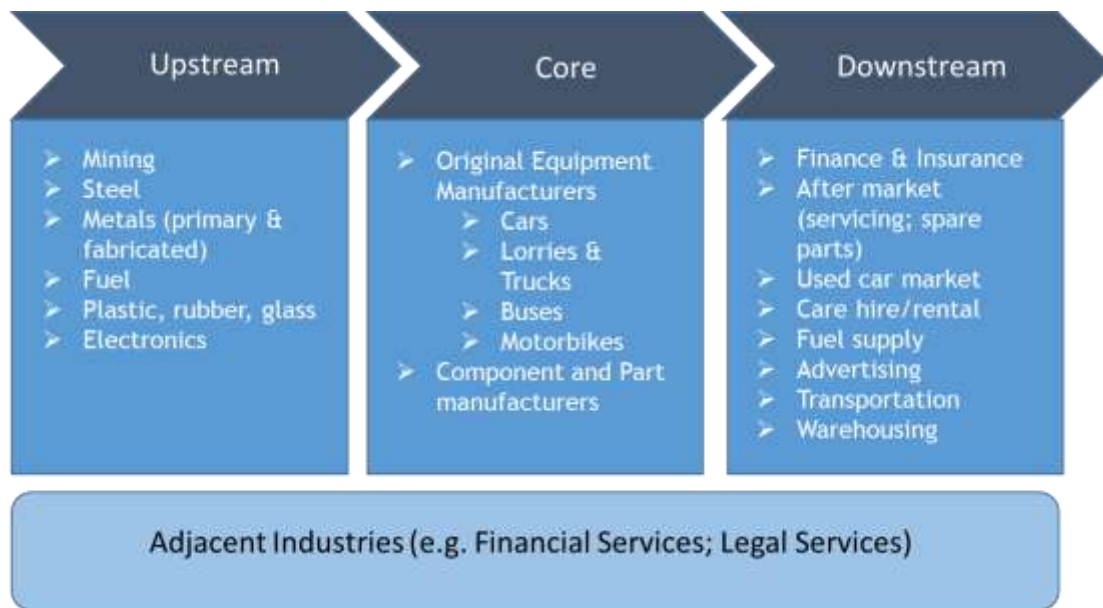 Upstream
Core
Downstream
Mining
Steel
Metals (primary &
fabricated)
Fuel
Plastic, rubber, glass
Electronics
Original Equipment
Manufacturers
Cars
Lorries &
Trucks
Buses
Motorbikes
Component and Part
manufacturers
Finance & Insurance
After market
(servicing; spare
parts)
Used car market
Care hire/rental
Fuel supply
Advertising
Transportation
Warehousing
Adjacent Industries (e.g. Financial Services; Legal Services)